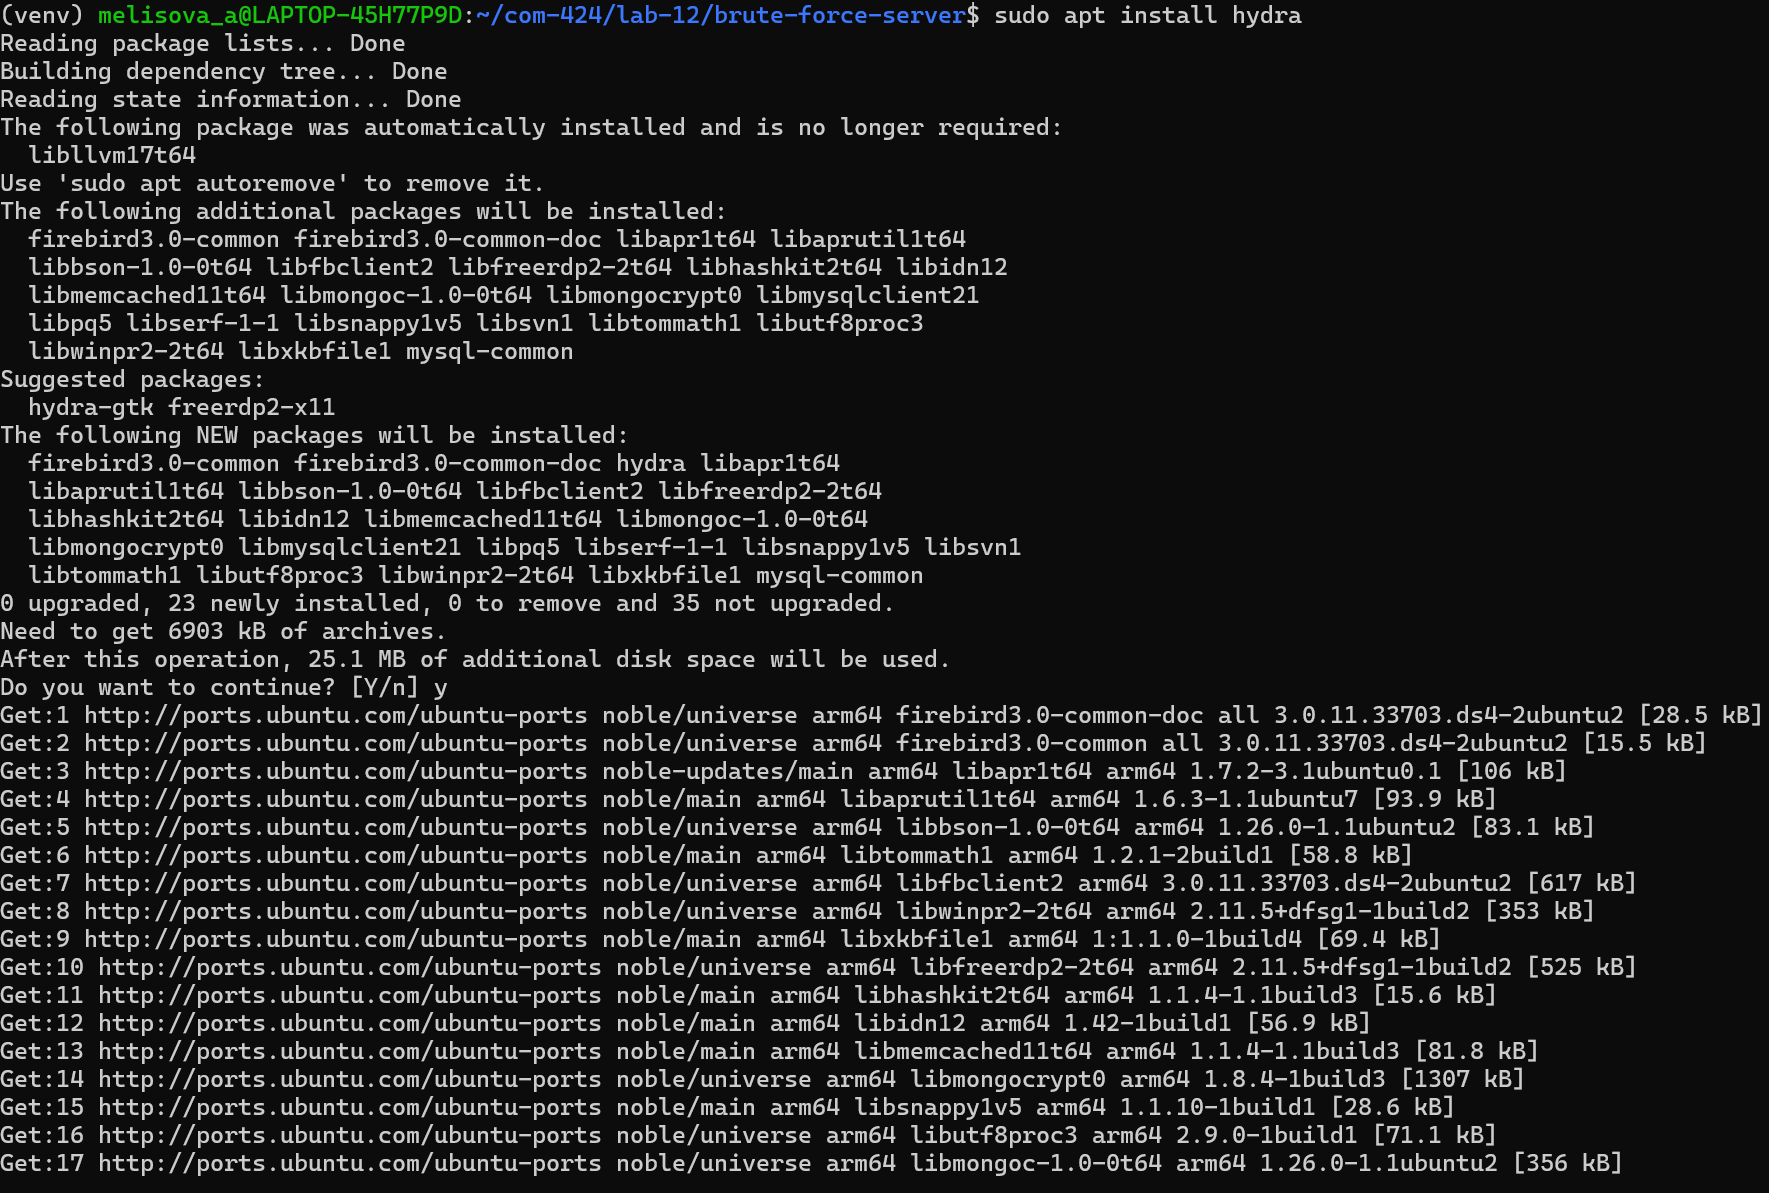 (venv) melisova_a@LAPTOP-45H77P9D:~/com-424/lab-12/brute-force-server$ sudo apt install hydra
Reading package lists... Done
Building dependency tree... Done
Reading state information... Done
The following package was automatically installed and is no longer required:
  libllvm17t64
Use 'sudo apt autoremove' to remove it.
The following additional packages will be installed:
  firebird3.0-common firebird3.0-common-doc libapr1t64 libaprutil1t64
  libbson-1.0-0t64 libfbclient2 libfreerdp2-2t64 libhashkit2t64 libidn12
  libmemcached11t64 libmongoc-1.0-0t64 libmongocrypt0 libmysqlclient21
  libpq5 libserf-1-1 libsnappy1v5 libsvn1 libtommath1 libutf8proc3
  libwinpr2-2t64 libxkbfile1 mysql-common
Suggested packages:
  hydra-gtk freerdp2-x11
The following NEW packages will be installed:
  firebird3.0-common firebird3.0-common-doc hydra libapr1t64
  libaprutil1t64 libbson-1.0-0t64 libfbclient2 libfreerdp2-2t64
  libhashkit2t64 libidn12 libmemcached11t64 libmongoc-1.0-0t64
  libmongocrypt0 libmysqlclient21 libpq5 libserf-1-1 libsnappy1v5 libsvn1
  libtommath1 libutf8proc3 libwinpr2-2t64 libxkbfile1 mysql-common
0 upgraded, 23 newly installed, 0 to remove and 35 not upgraded.
Need to get 6903 kB of archives.
After this operation, 25.1 MB of additional disk space will be used.
Do you want to continue? [Y/n] y
Get:1 http://ports.ubuntu.com/ubuntu-ports noble/universe arm64 firebird3.0-common-doc all 3.0.11.33703.ds4-2ubuntu2 [28.5 kB]
Get:2 http://ports.ubuntu.com/ubuntu-ports noble/universe arm64 firebird3.0-common all 3.0.11.33703.ds4-2ubuntu2 [15.5 kB]
Get:3 http://ports.ubuntu.com/ubuntu-ports noble-updates/main arm64 libapr1t64 arm64 1.7.2-3.1ubuntu0.1 [106 kB]
Get:4 http://ports.ubuntu.com/ubuntu-ports noble/main arm64 libaprutil1t64 arm64 1.6.3-1.1ubuntu7 [93.9 kB]
Get:5 http://ports.ubuntu.com/ubuntu-ports noble/universe arm64 libbson-1.0-0t64 arm64 1.26.0-1.1ubuntu2 [83.1 kB]
Get:6 http://ports.ubuntu.com/ubuntu-ports noble/main arm64 libtommath1 arm64 1.2.1-2build1 [58.8 kB]
Get:7 http://ports.ubuntu.com/ubuntu-ports noble/universe arm64 libfbclient2 arm64 3.0.11.33703.ds4-2ubuntu2 [617 kB]
Get:8 http://ports.ubuntu.com/ubuntu-ports noble/universe arm64 libwinpr2-2t64 arm64 2.11.5+dfsg1-1build2 [353 kB]
Get:9 http://ports.ubuntu.com/ubuntu-ports noble/main arm64 libxkbfile1 arm64 1:1.1.0-1build4 [69.4 kB]
Get:10 http://ports.ubuntu.com/ubuntu-ports noble/universe arm64 libfreerdp2-2t64 arm64 2.11.5+dfsg1-1build2 [525 kB]
Get:11 http://ports.ubuntu.com/ubuntu-ports noble/main arm64 libhashkit2t64 arm64 1.1.4-1.1build3 [15.6 kB]
Get:12 http://ports.ubuntu.com/ubuntu-ports noble/main arm64 libidn12 arm64 1.42-1build1 [56.9 kB]
Get:13 http://ports.ubuntu.com/ubuntu-ports noble/main arm64 libmemcached11t64 arm64 1.1.4-1.1build3 [81.8 kB]
Get:14 http://ports.ubuntu.com/ubuntu-ports noble/universe arm64 libmongocrypt0 arm64 1.8.4-1build3 [1307 kB]
Get:15 http://ports.ubuntu.com/ubuntu-ports noble/main arm64 libsnappy1v5 arm64 1.1.10-1build1 [28.6 kB]
Get:16 http://ports.ubuntu.com/ubuntu-ports noble/universe arm64 libutf8proc3 arm64 2.9.0-1build1 [71.1 kB]
Get:17 http://ports.ubuntu.com/ubuntu-ports noble/universe arm64 libmongoc-1.0-0t64 arm64 1.26.0-1.1ubuntu2 [356 kB]